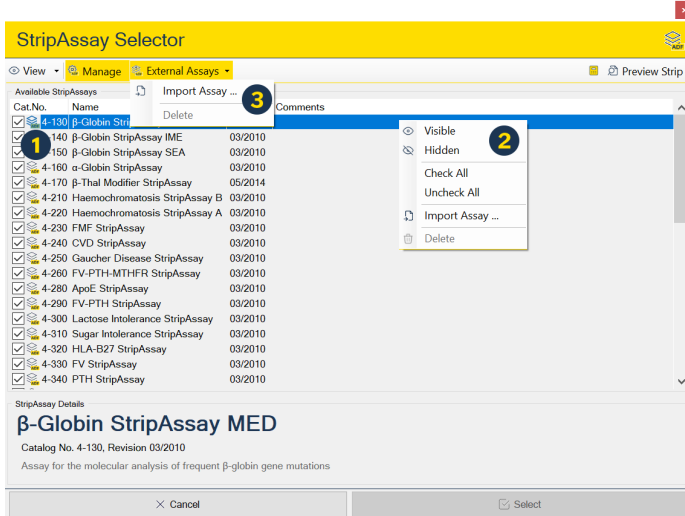 ×
StripAssay Selector
ADF
View Manage External Assays Preview Strip
Available StripAssays
Import Assay ...
3
Delete
Cat.No. Name Comments
4-130 β-Globin Stri
Visible
2
Hidden
1
-140 β-Globin StripAssay IME 03/2010
-150 β-Globin StripAssay SEA 03/2010
Check All
4-160 α-Globin StripAssay 03/2010
4-170 β-Thal Modifier StripAssay 05/2014
Uncheck All
4-210 Haemochromatosis StripAssay B 03/2010
Import Assay ...
4-220 Haemochromatosis StripAssay A 03/2010
4-230 FMF StripAssay 03/2010
Delete
4-240 CVD StripAssay 03/2010
4-250 Gaucher Disease StripAssay 03/2010
4-260 FV-PTH-MTHFR StripAssay 03/2010
4-280 ApoE StripAssay 03/2010
4-290 FV-PTH StripAssay 03/2010
4-300 Lactose Intolerance StripAssay 03/2010
4-310 Sugar Intolerance StripAssay 03/2010
4-320 HLA-B27 StripAssay 03/2010
4-330 FV StripAssay 03/2010
4-340 PTH StripAssay 03/2010
StripAssay Details
β-Globin StripAssay MED
Catalog No. 4-130, Revision 03/2010
Assay for the molecular analysis of frequent β-globin gene mutations
Cancel
Select